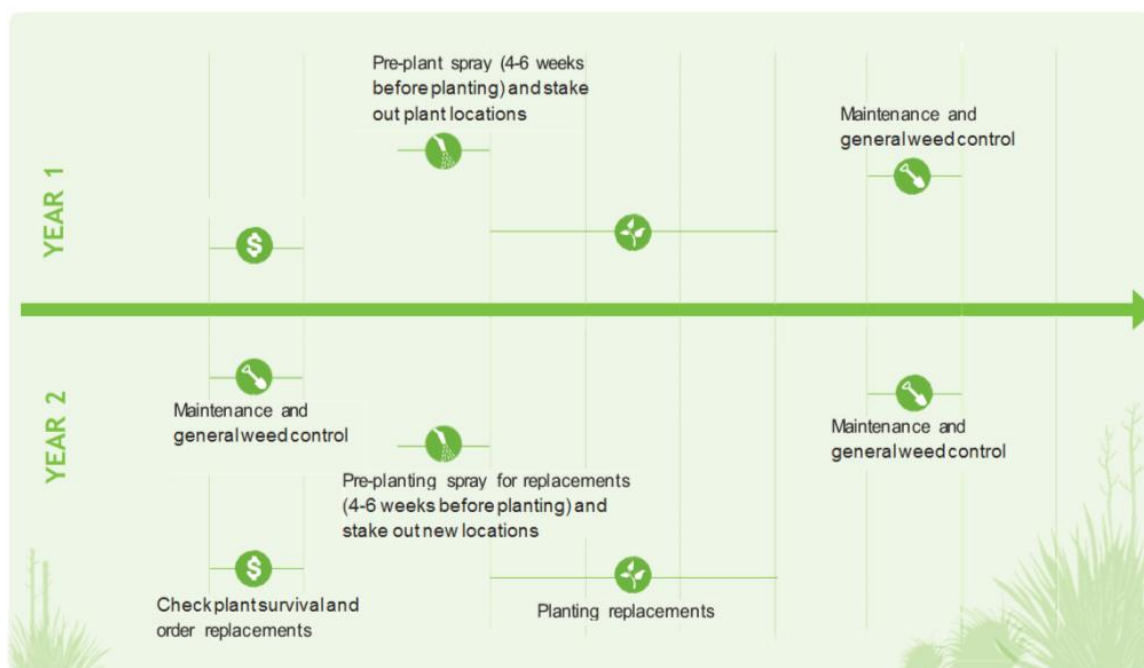 YEAR 1
Pre-plant spray (4-6 weeks
before planting) and stake
out plant locations
Maintenance and
general weed control
$
YEAR 2
Maintenance and
general weed control
Pre-planting spray for replacements
(4-6 weeks before planting) and
stake out new locations
Maintenance and
general weed control
$
Check plant survival and
order replacements
Planting replacements